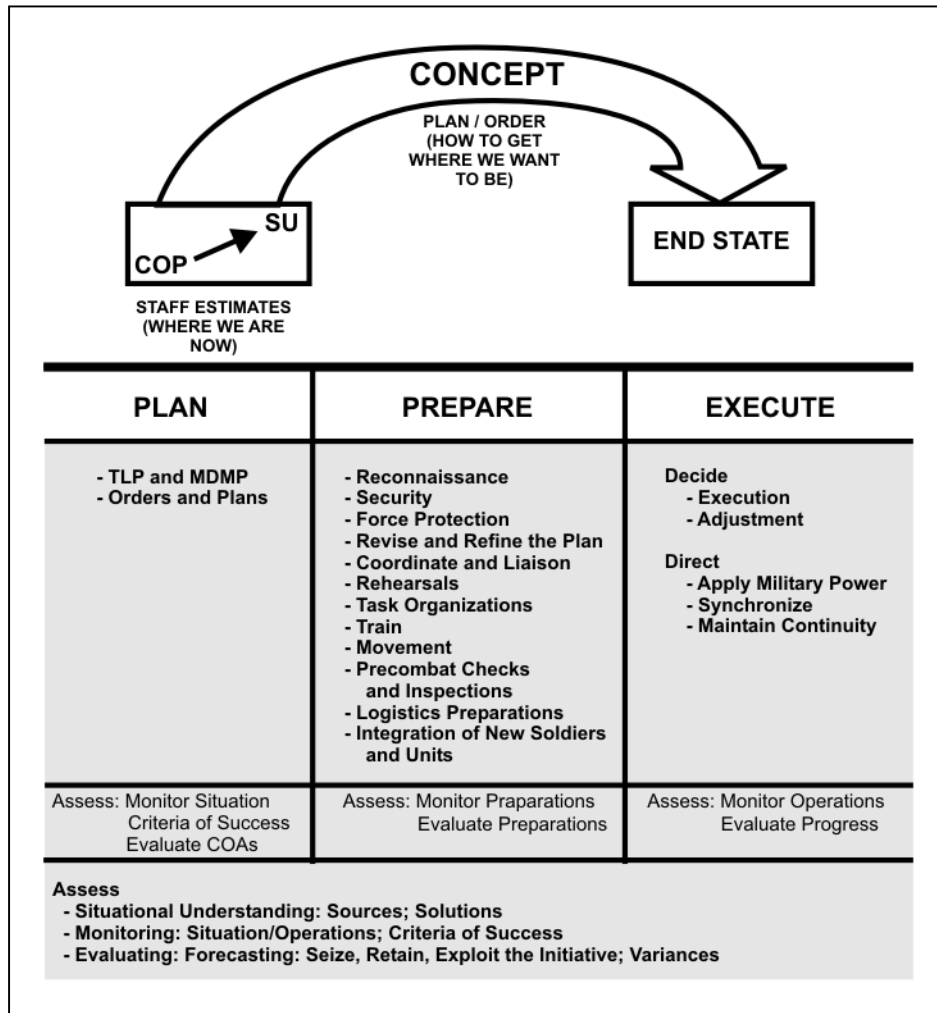 CONCEPT
PLAN / ORDER
(HOW TO GET
WHERE WE WANT
TO BE)
SU
COP
END STATE
STAFF ESTIMATES
(WHERE WE ARE
NOW)
PLAN
PREPARE
EXECUTE
- TLP and MDMP
- Orders and Plans
- Reconnaissance
- Security
- Force Protection
- Revise and Refine the Plan
- Coordinate and Liaison
- Rehearsals
- Task Organizations
- Train
- Movement
- Precombat Checks
and Inspections
- Logistics Preparations
- Integration of New Soldiers
and Units
Decide
- Execution
- Adjustment
Direct
- Apply Military Power
- Synchronize
- Maintain Continuity
Assess: Monitor Situation
Criteria of Success
Evaluate COAs
Assess: Monitor Praparations
Evaluate Preparations
Assess: Monitor Operations
Evaluate Progress
Assess
- Situational Understanding: Sources; Solutions
- Monitoring: Situation/Operations; Criteria of Success
- Evaluating: Forecasting: Seize, Retain, Exploit the Initiative; Variances